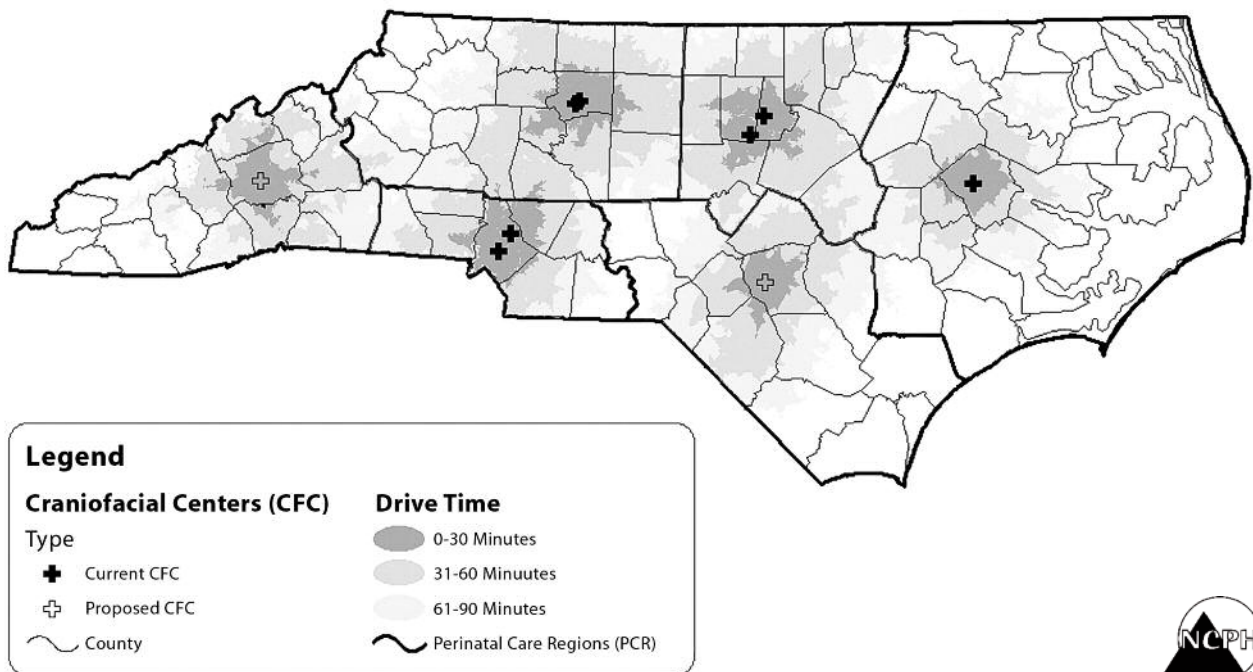 Legend
Craniofacial Centers (CFC)
Type
Current CFC
Proposed CFC
County
Drive Time
0-30 Minutes
31-60 Minuutes
61-90 Minutes
Perinatal Care Regions (PCR)
NCPH